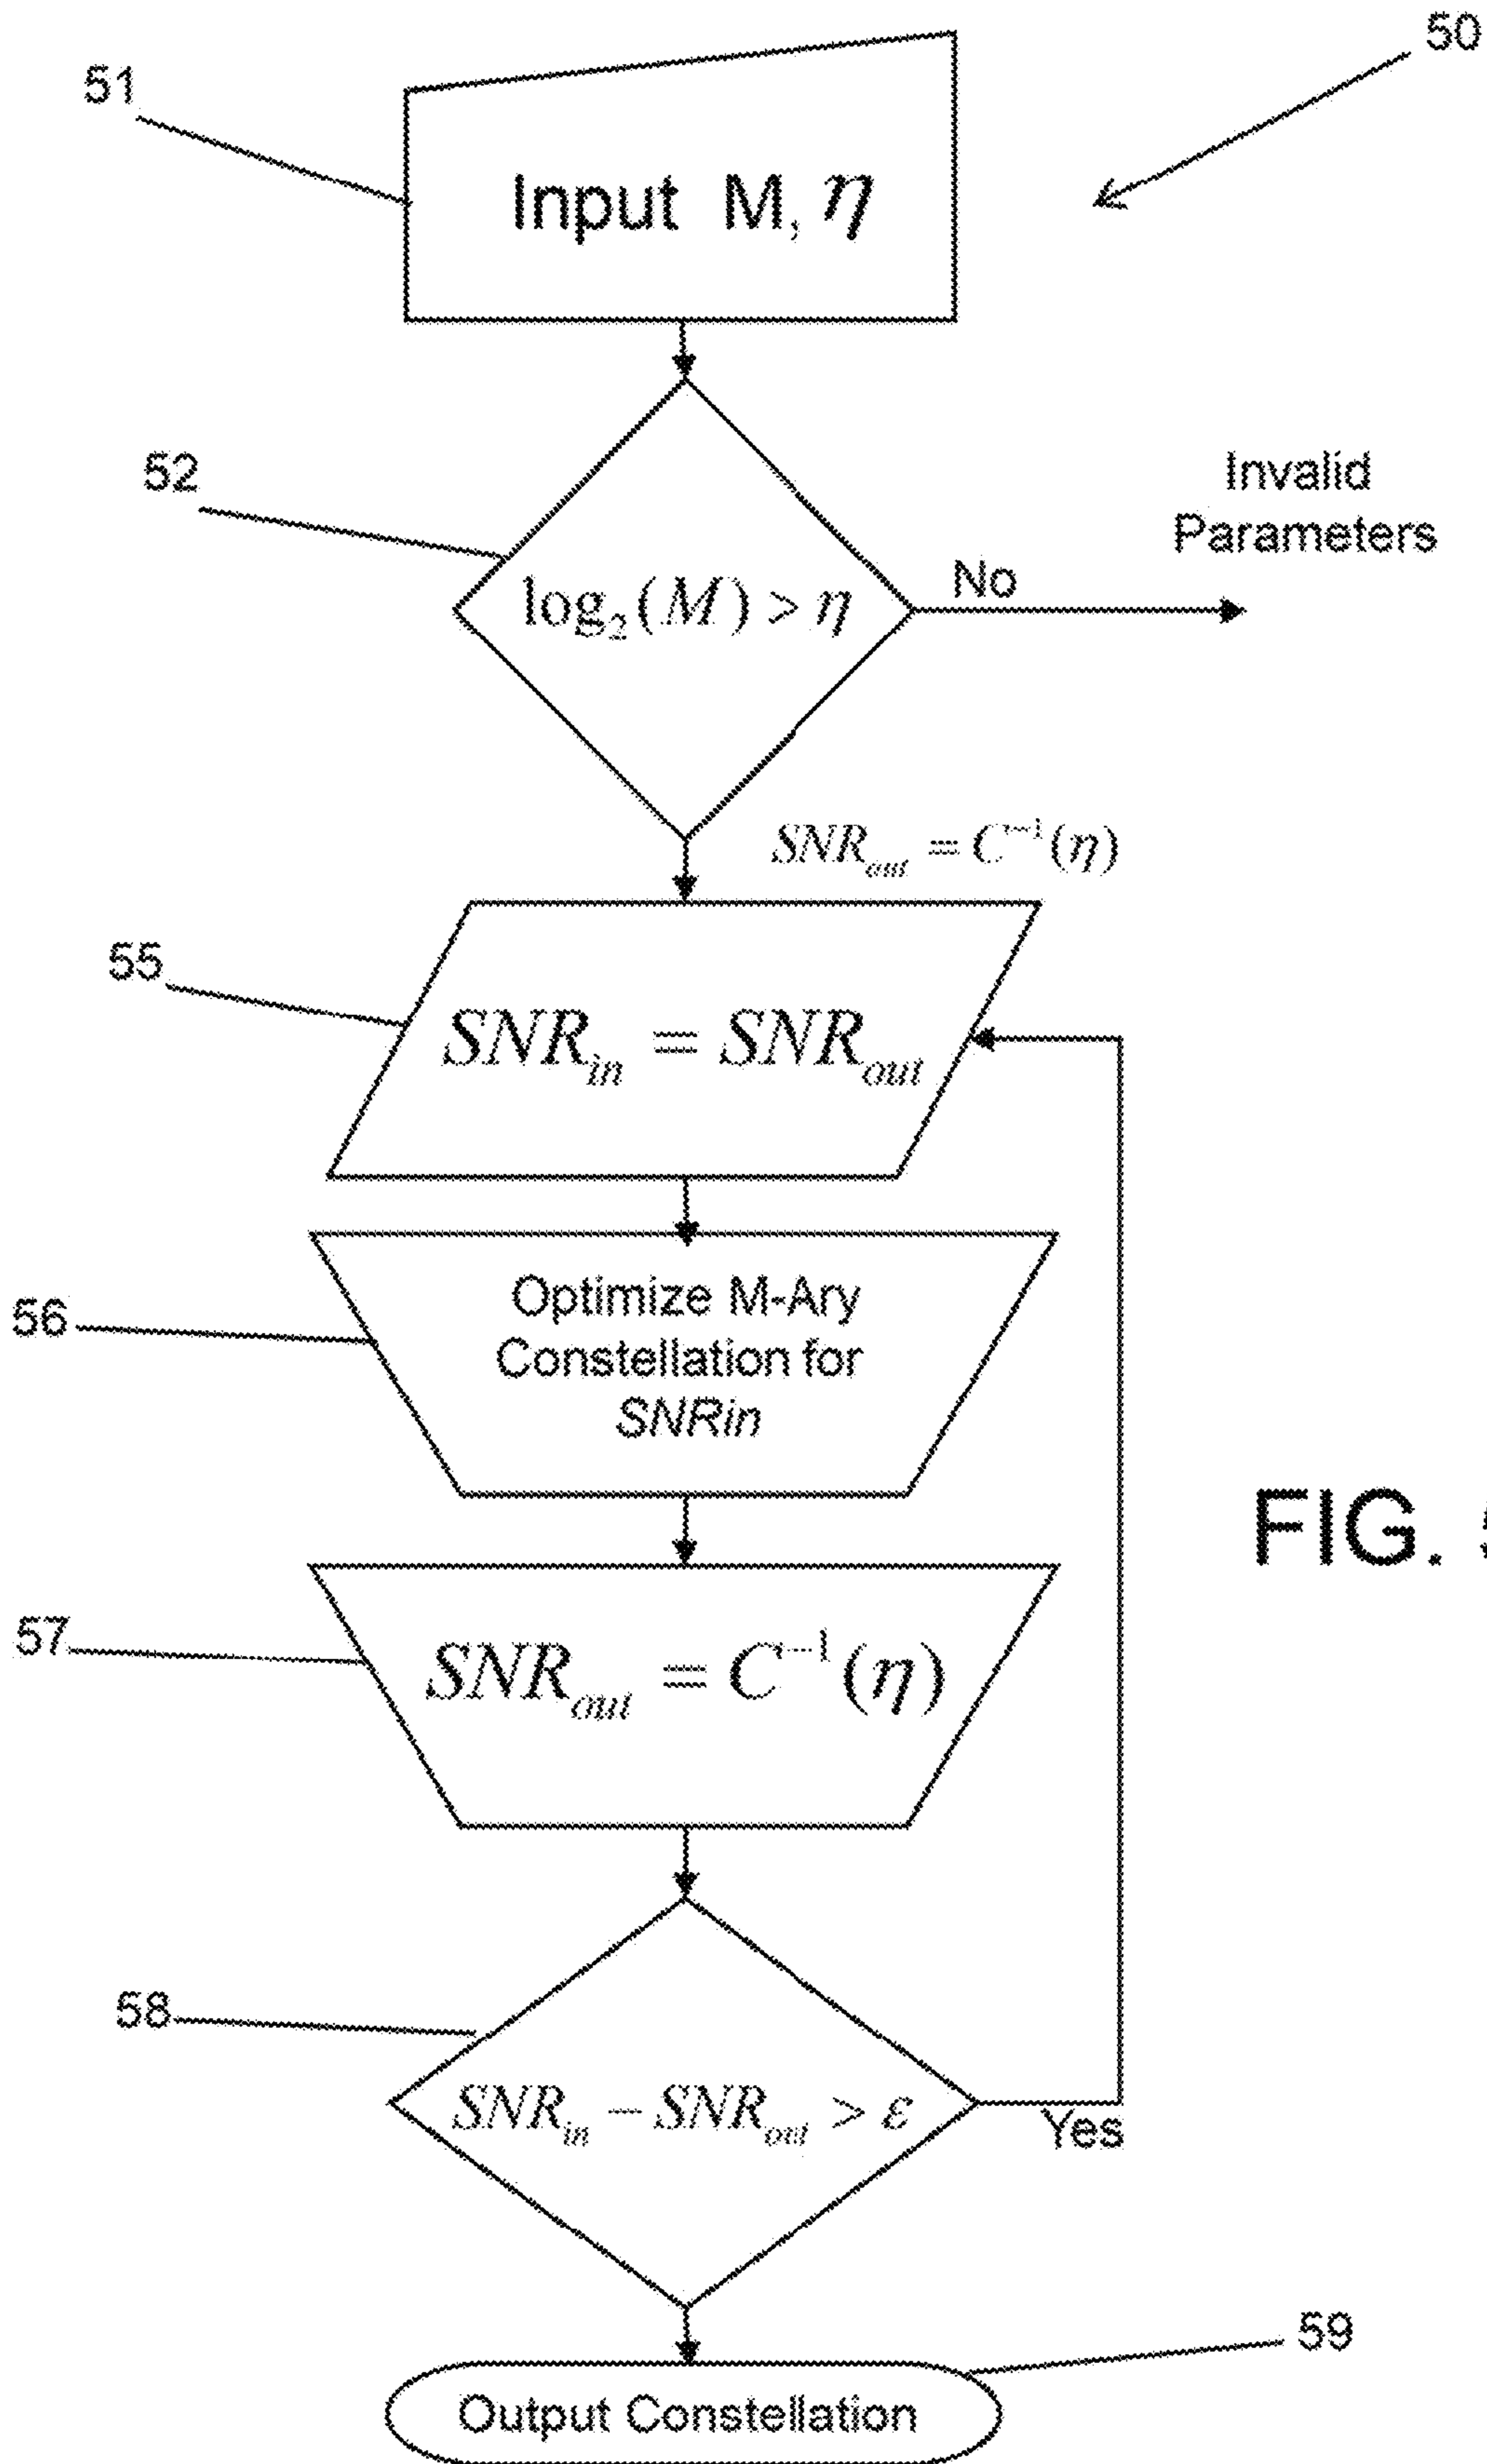 50
51
Input M, η
52
Invalid
Parameters
No
log₂(M) > η
SNR_out = C⁻¹(η)
55
SNR_in = SNR_out
56
Optimize M-Ary
Constellation for
SNRin
FIG. 5
57
SNR_out = C⁻¹(η)
58
SNR_in − SNR_out > ε
Yes
59
Output Constellation